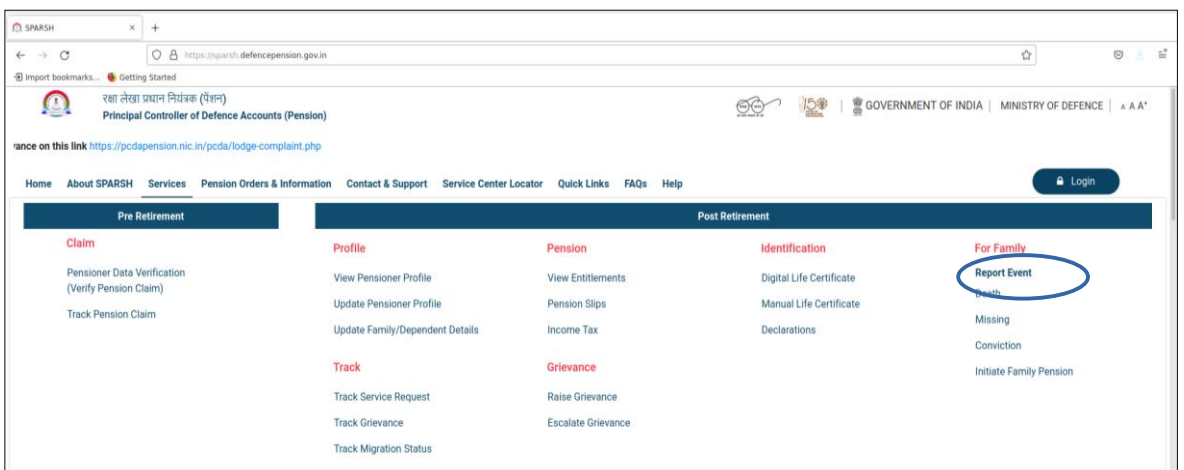 SPARSH
https://sparsh.defencepension.gov.in
Import bookmarks... Getting Started
रक्षा लेखा प्रधान नियंत्रक (पेंशन)
Principal Controller of Defence Accounts (Pension)
GOVERNMENT OF INDIA | MINISTRY OF DEFENCE | A A A+
ance on this link https://pcdapension.nic.in/pcda/lodge-complaint.php
Home About SPARSH Services Pension Orders & Information Contact & Support Service Center Locator Quick Links FAQs Help Login
Pre Retirement
Post Retirement
Claim
Pensioner Data Verification
(Verify Pension Claim)
Track Pension Claim
Profile
View Pensioner Profile
Update Pensioner Profile
Update Family/Dependent Details
Track
Track Service Request
Track Grievance
Track Migration Status
Pension
View Entitlements
Pension Slips
Income Tax
Grievance
Raise Grievance
Escalate Grievance
Identification
Digital Life Certificate
Manual Life Certificate
Declarations
For Family
Report Event
Death
Missing
Conviction
Initiate Family Pension